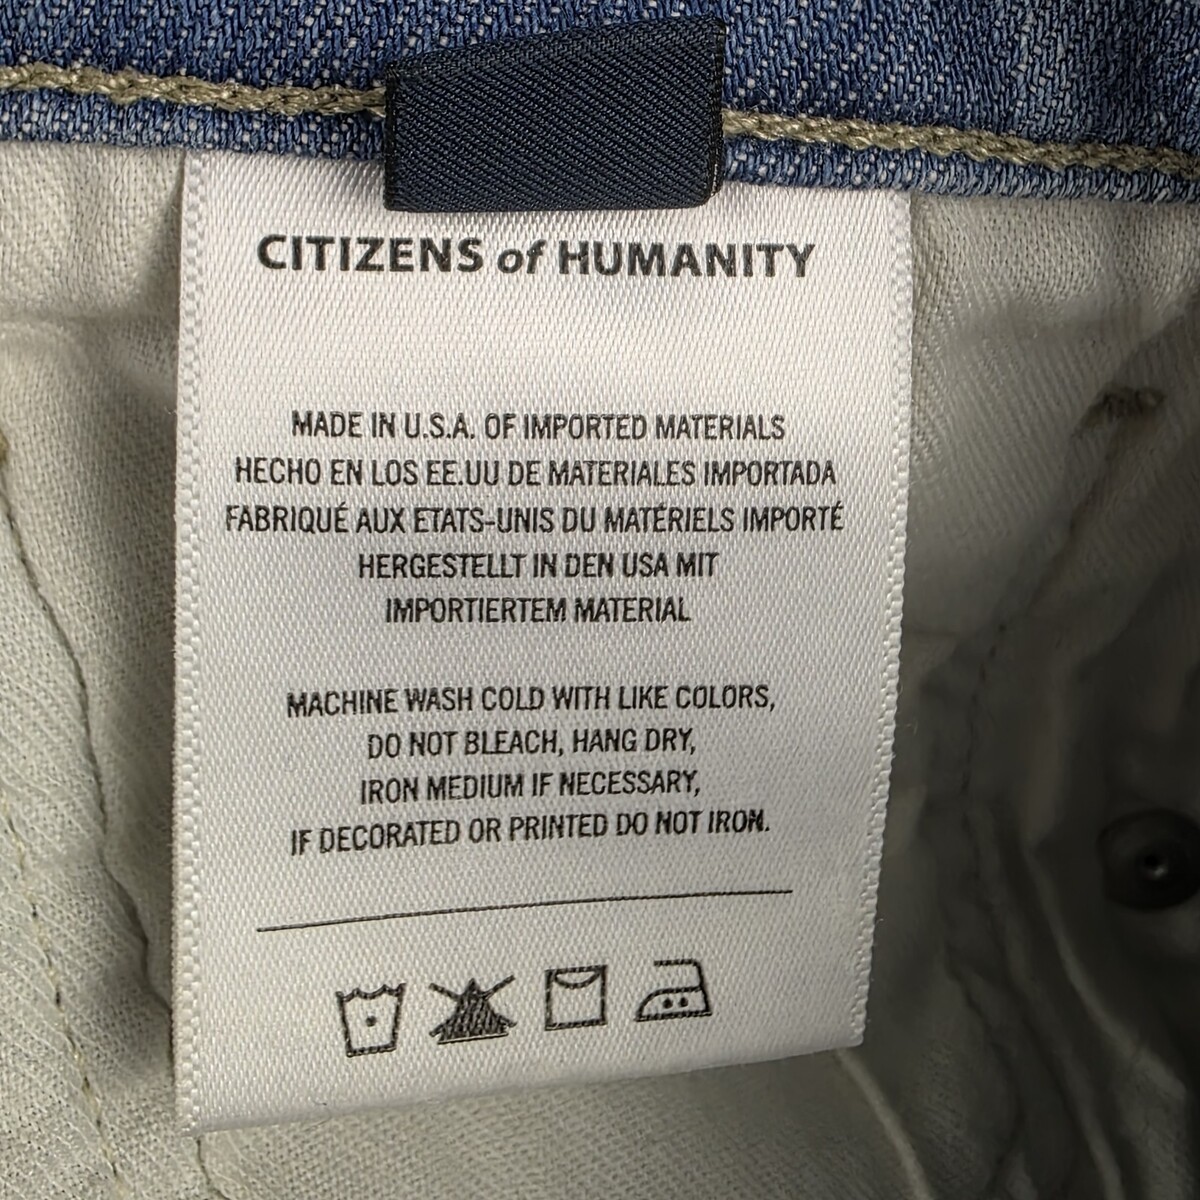 CITIZENS of HUMANITY
MADE IN U.S.A. OF IMPORTED MATERIALS
HECHO EN LOS EE.UU DE MATERIALES IMPORTADA
FABRIQUÉ AUX ETATS-UNIS DU MATÉRIELS IMPORTÉ
HERGESTELLT IN DEN USA MIT
IMPORTIERTEM MATERIAL
MACHINE WASH COLD WITH LIKE COLORS,
DO NOT BLEACH, HANG DRY,
IRON MEDIUM IF NECESSARY,
IF DECORATED OR PRINTED DO NOT IRON.